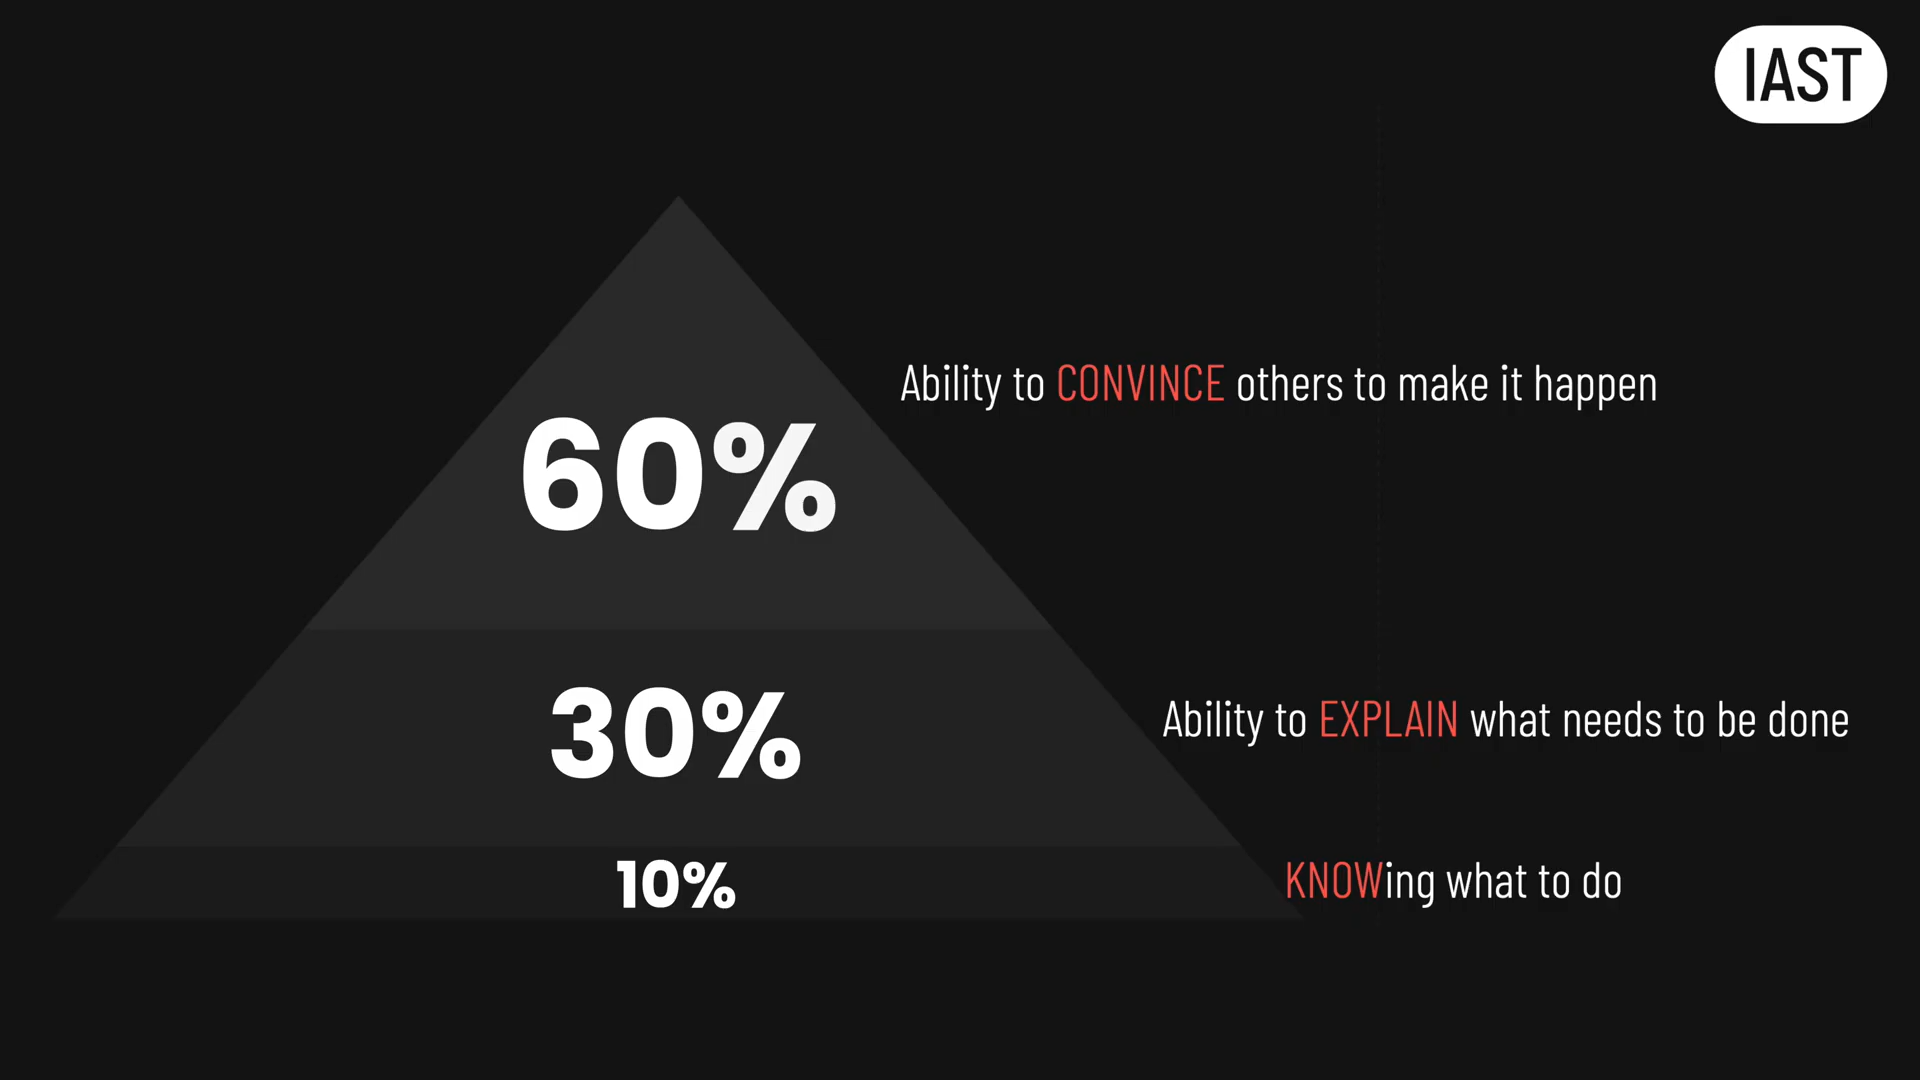 IAST
Ability to CONVINCE others to make it happen
60%
Ability to EXPLAIN what needs to be done
30%
KNOWing what to do
10%